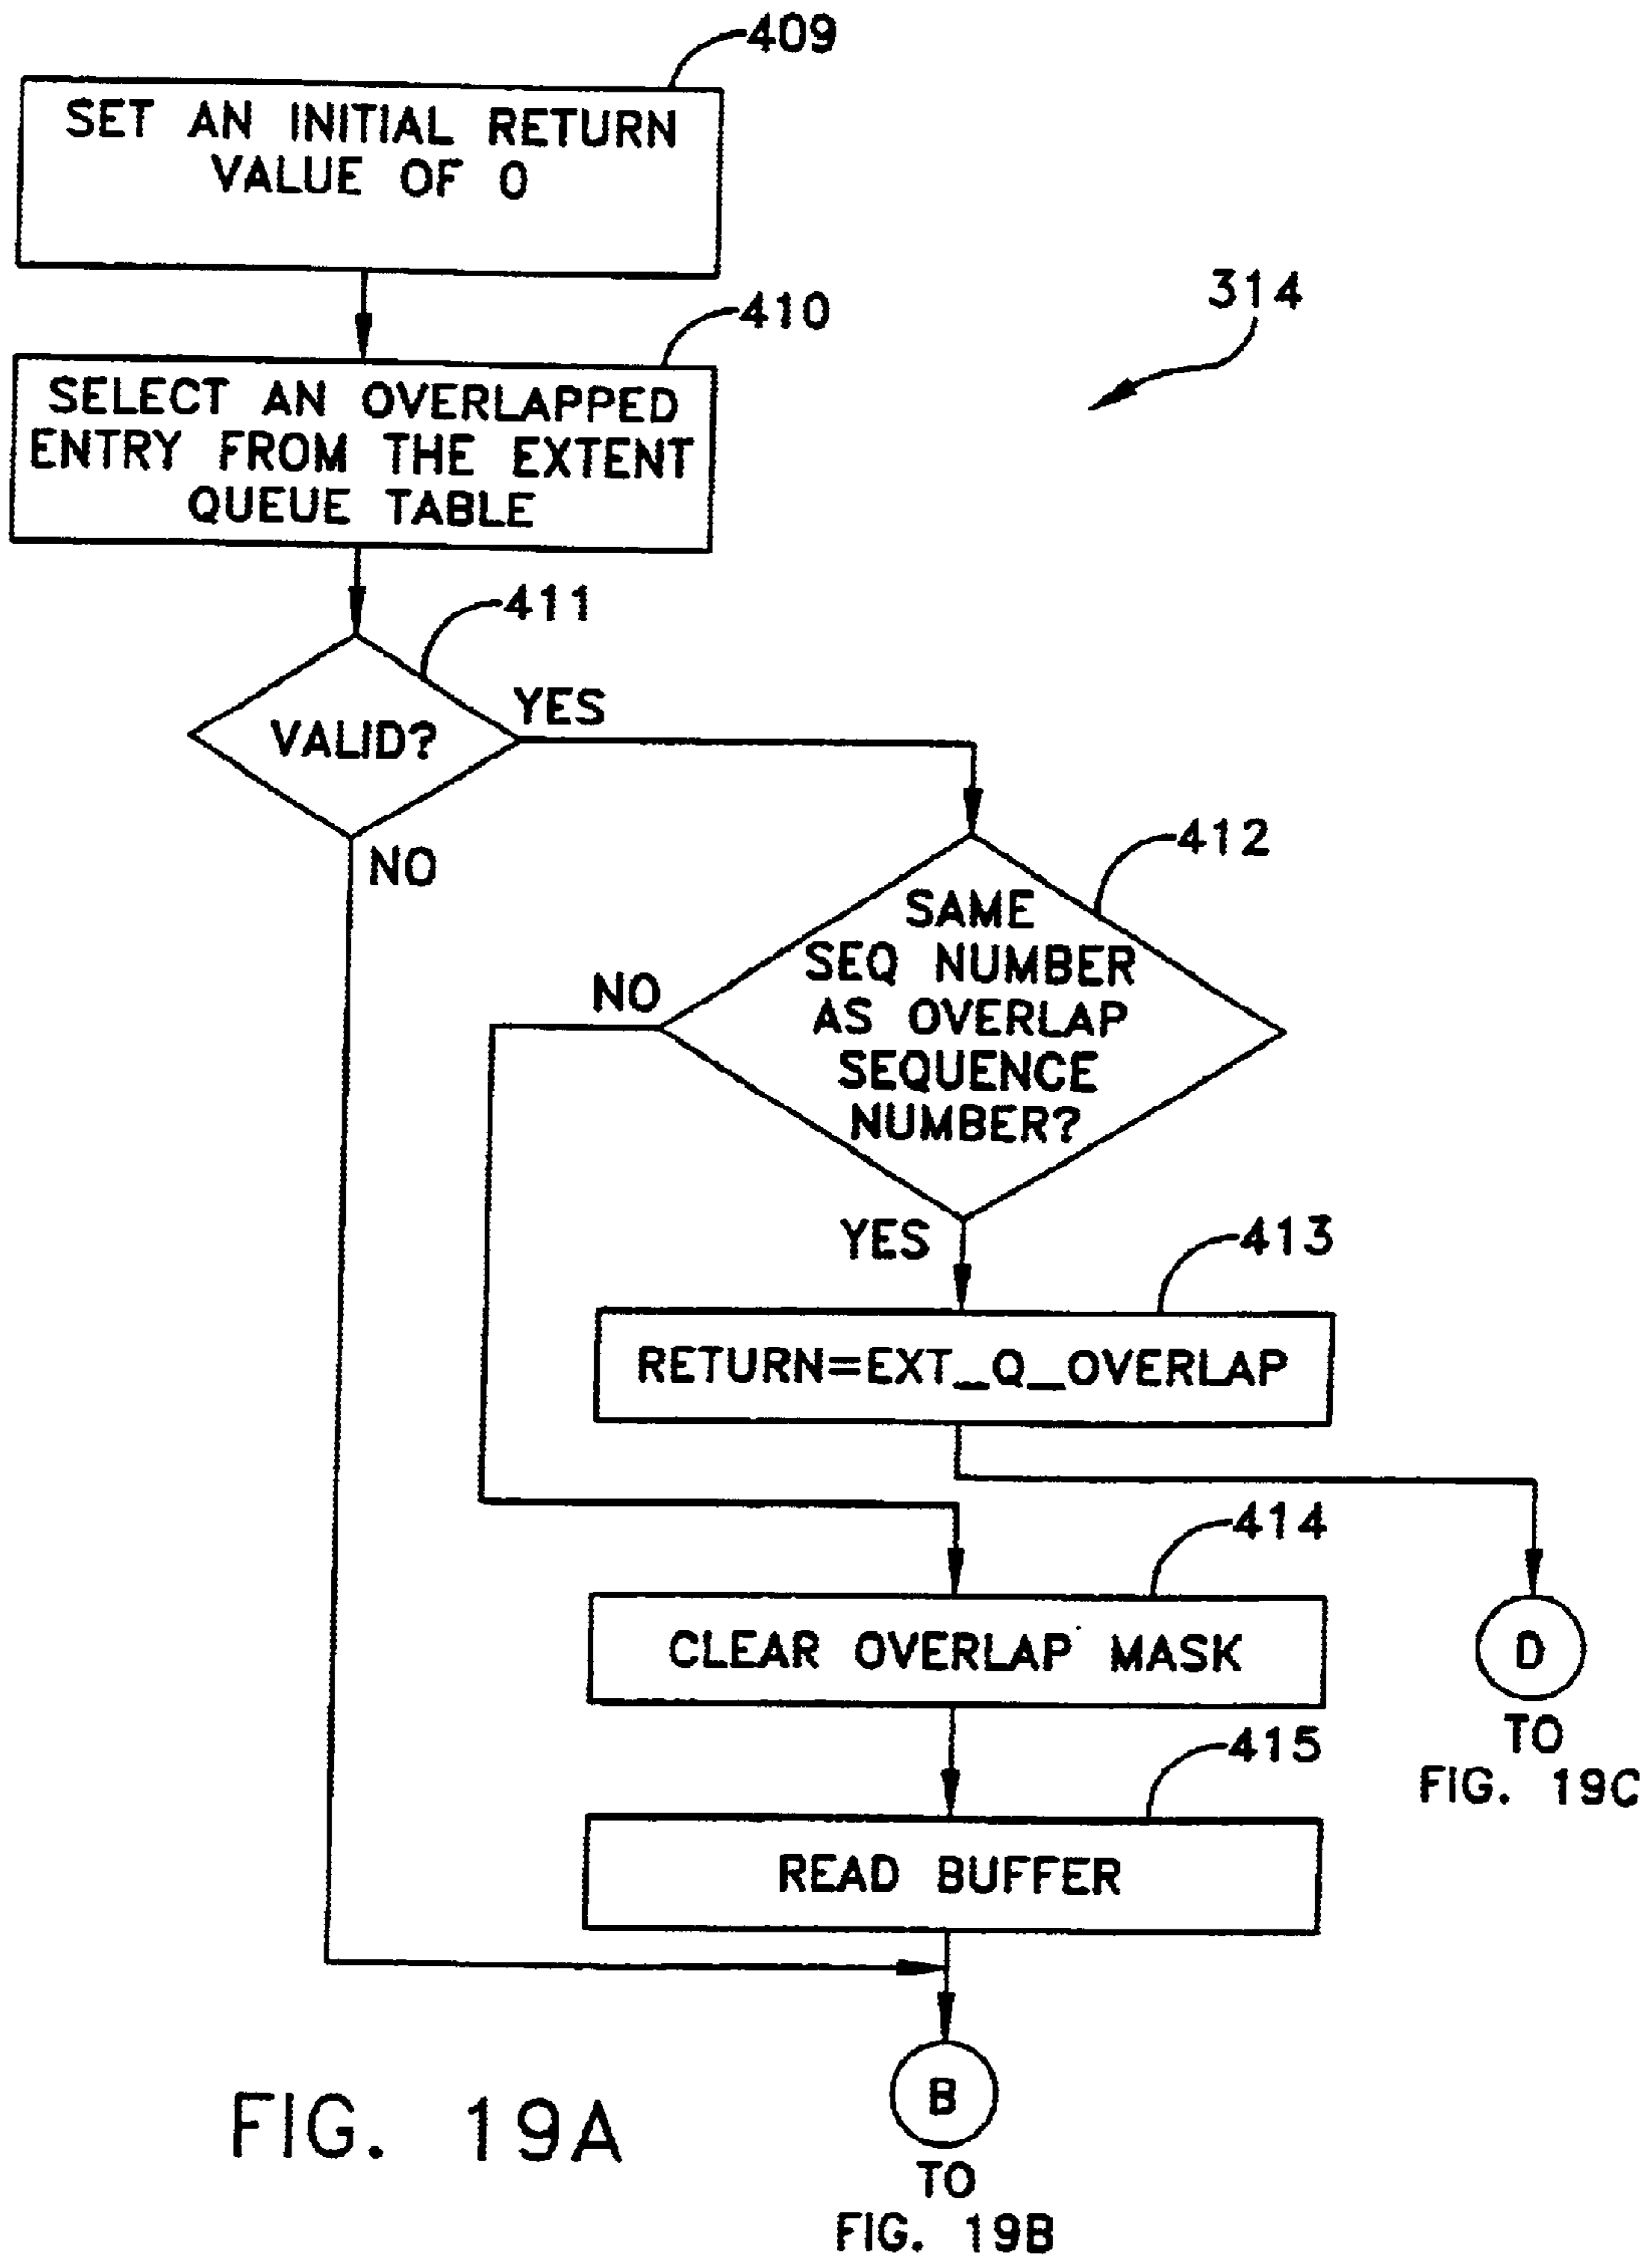 409
SET AN INITIAL RETURN
VALUE OF 0
410
314
SELECT AN OVERLAPPED
ENTRY FROM THE EXTENT
QUEUE TABLE
411
VALID?
YES
NO
412
SAME
SEQ NUMBER
AS OVERLAP
SEQUENCE
NUMBER?
NO
YES
413
RETURN=EXT_Q_OVERLAP
414
CLEAR OVERLAP MASK
D
TO
FIG. 19C
415
READ BUFFER
B
TO
FIG. 19B
FIG. 19A